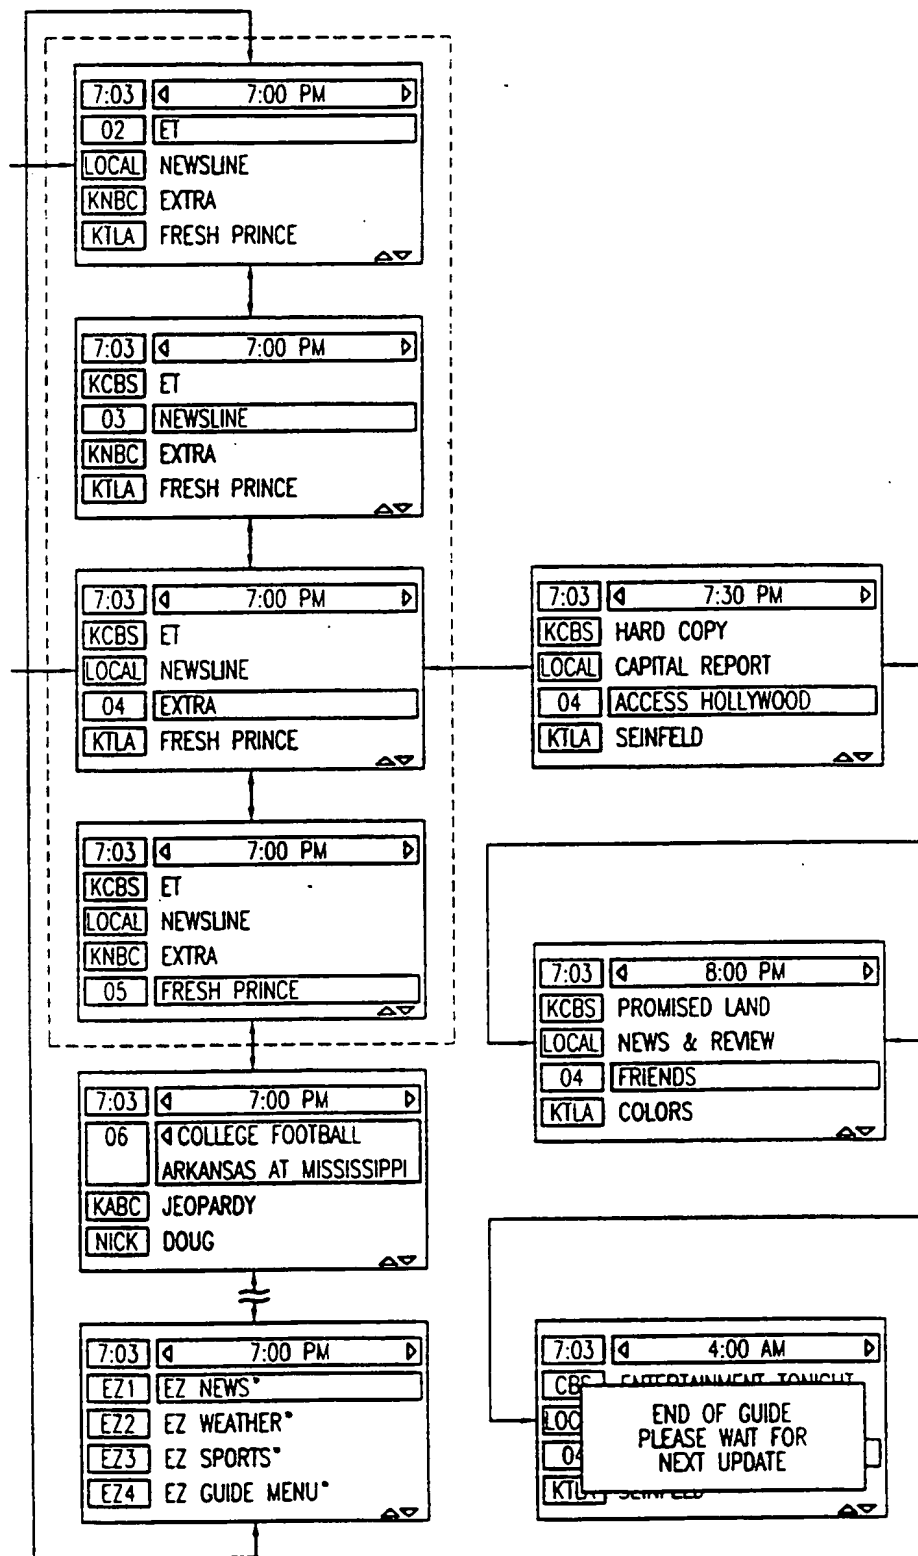 7:03 7:00 PM
02 ET
LOCAL NEWSLINE
KNBC EXTRA
KTLA FRESH PRINCE
7:03 7:00 PM
KCBS ET
03 NEWSLINE
KNBC EXTRA
KTLA FRESH PRINCE
7:03 7:00 PM
KCBS ET
LOCAL NEWSLINE
04 EXTRA
KTLA FRESH PRINCE
7:03 7:00 PM
KCBS ET
LOCAL NEWSLINE
KNBC EXTRA
05 FRESH PRINCE
7:03 7:00 PM
06 COLLEGE FOOTBALL
ARKANSAS AT MISSISSIPPI
KABC JEOPARDY
NICK DOUG
7:03 7:00 PM
EZ1 EZ NEWS*
EZ2 EZ WEATHER*
EZ3 EZ SPORTS*
EZ4 EZ GUIDE MENU*
7:03 7:30 PM
KCBS HARD COPY
LOCAL CAPITAL REPORT
04 ACCESS HOLLYWOOD
KTLA SEINFELD
7:03 8:00 PM
KCBS PROMISED LAND
LOCAL NEWS & REVIEW
04 FRIENDS
KTLA COLORS
7:03 4:00 AM
CBS ENTERTAINMENT TONIGHT
LOC
04
KTLA SEINFELD
END OF GUIDE
PLEASE WAIT FOR
NEXT UPDATE